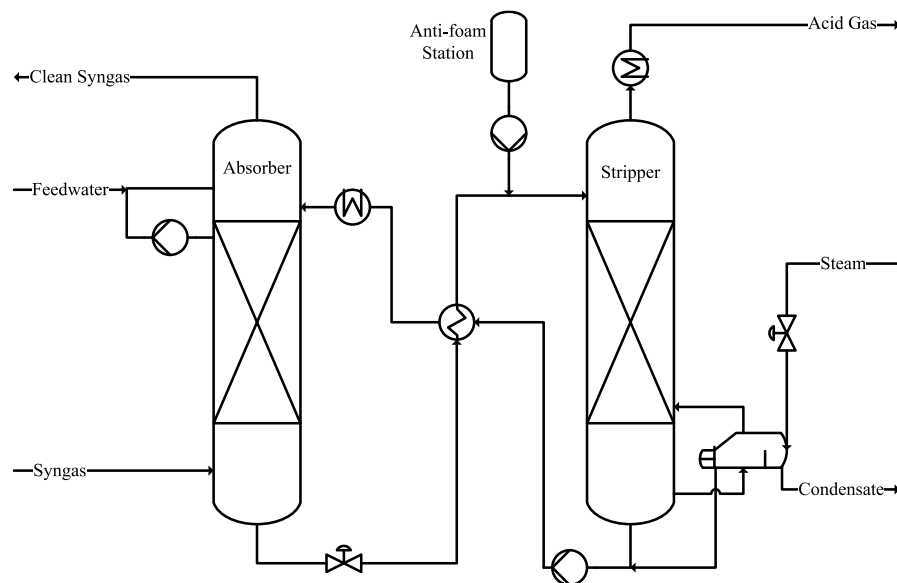 Anti-foam
Station
Acid Gas
Clean Syngas
Absorber
Stripper
Feedwater
Steam
Syngas
Condensate